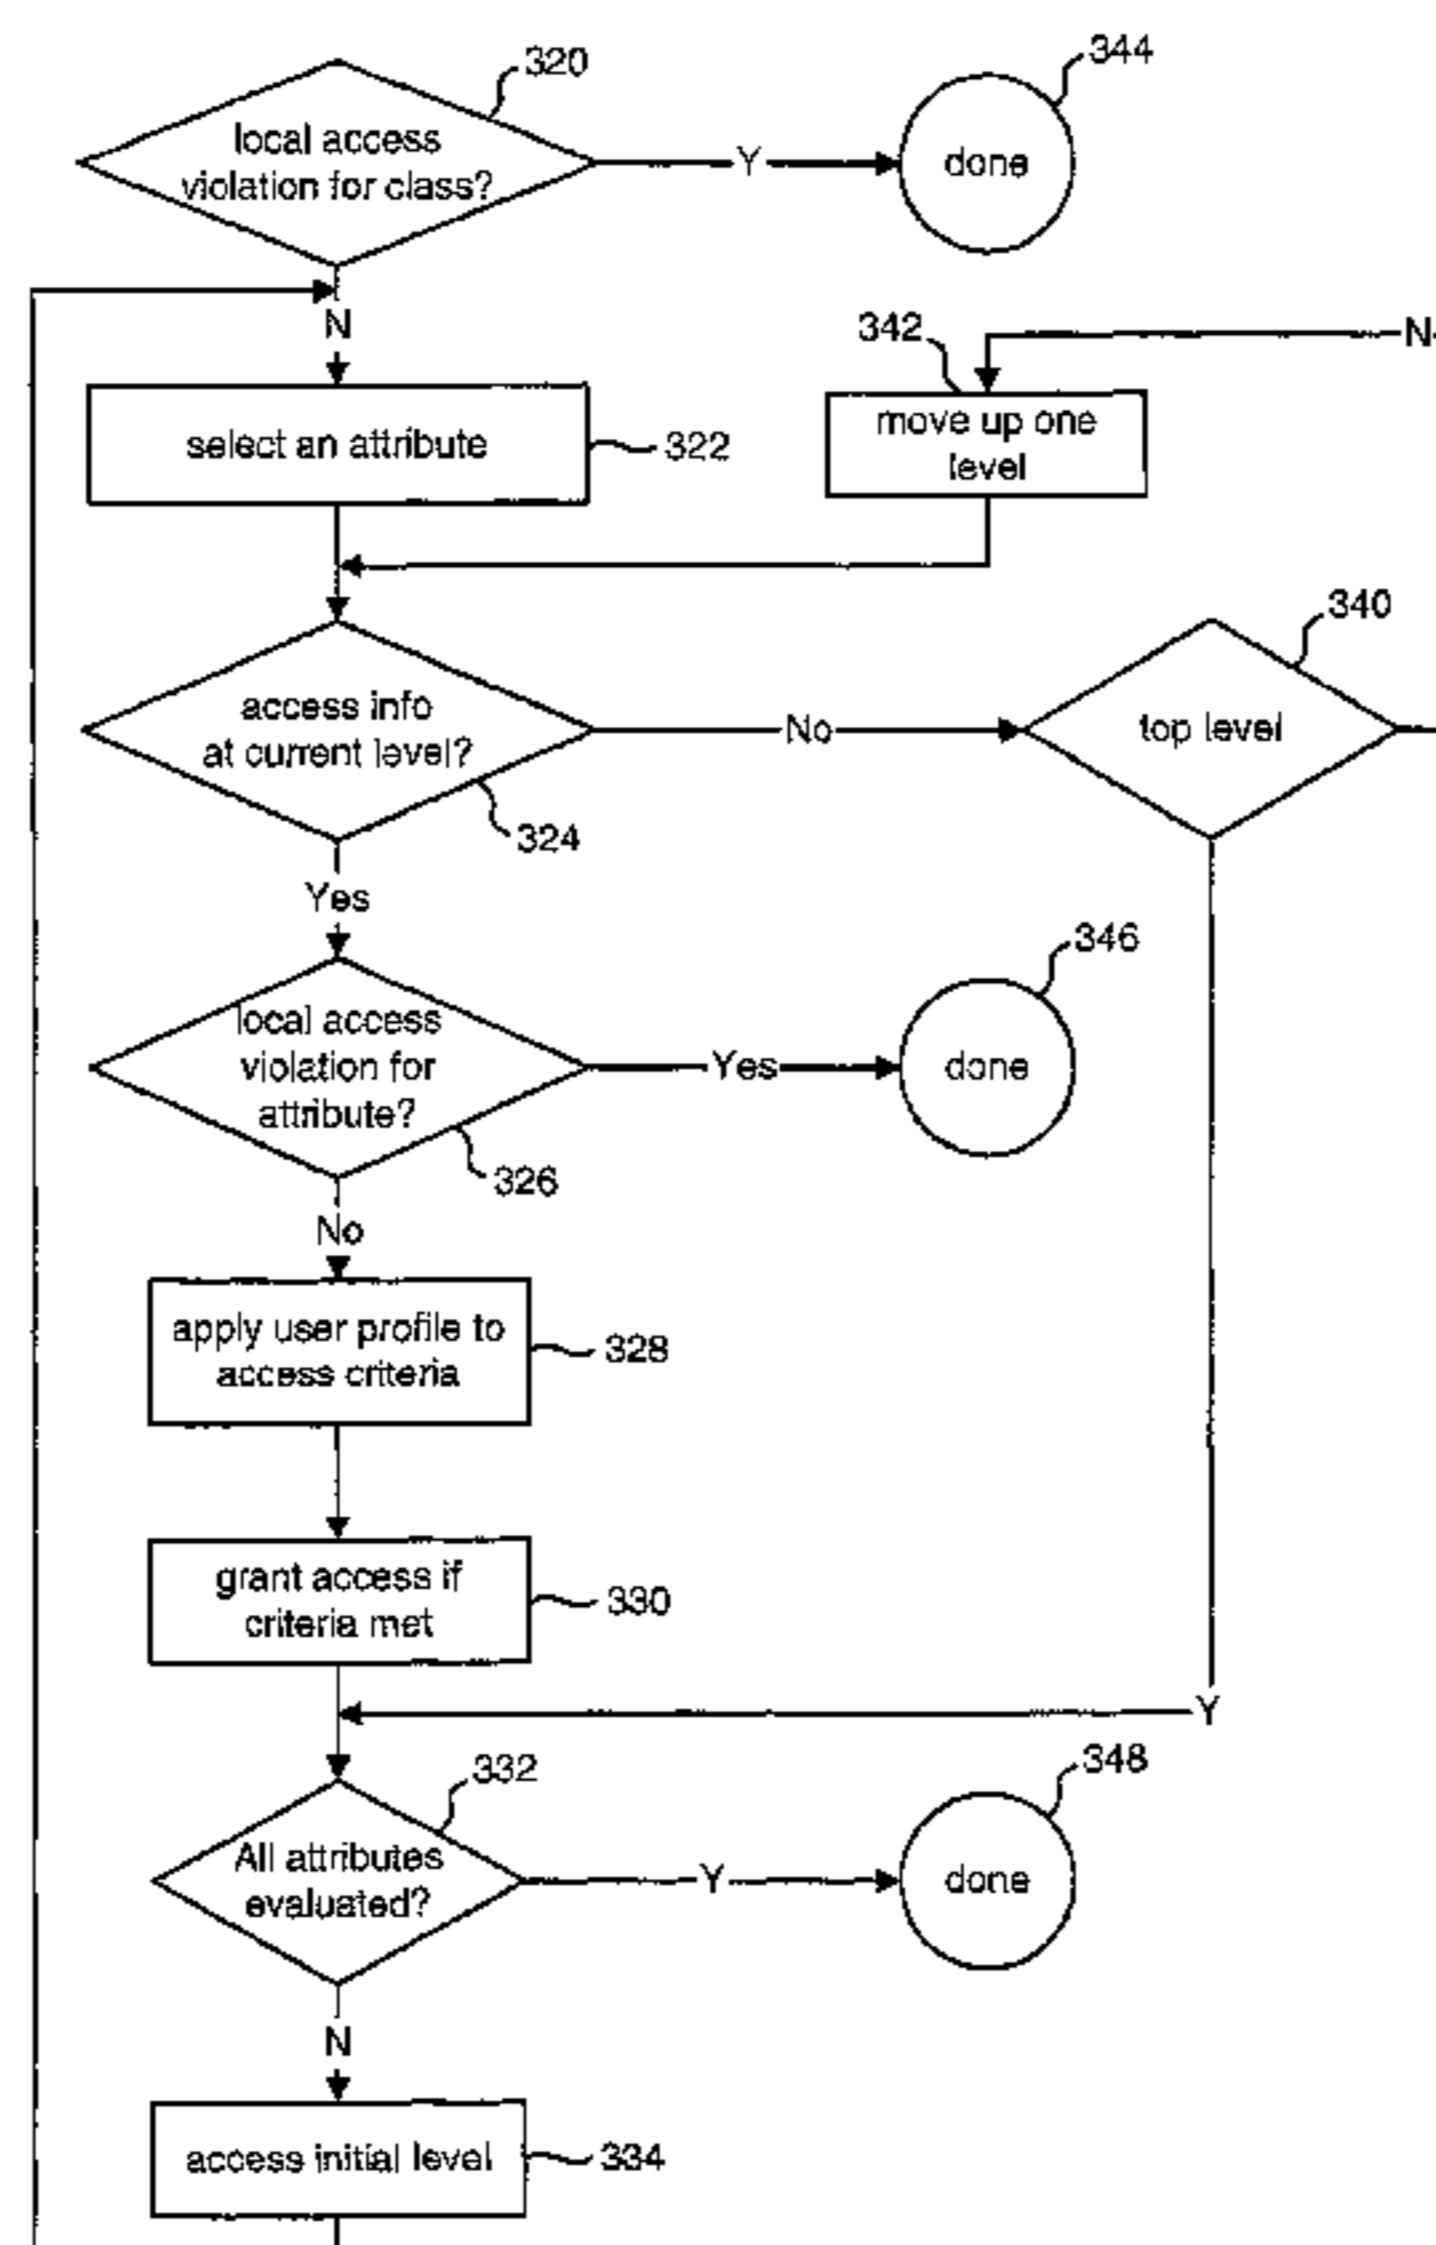 320
344
local access
violation for class?
Y
done
N
342
N
move up one
level
select an attribute
322
340
access info
at current level?
No
top level
324
Yes
346
local access
violation for
attribute?
Yes
done
326
No
apply user profile to
access criteria
328
grant access if
criteria met
330
Y
332
348
All attributes
evaluated?
Y
done
N
access initial level
334